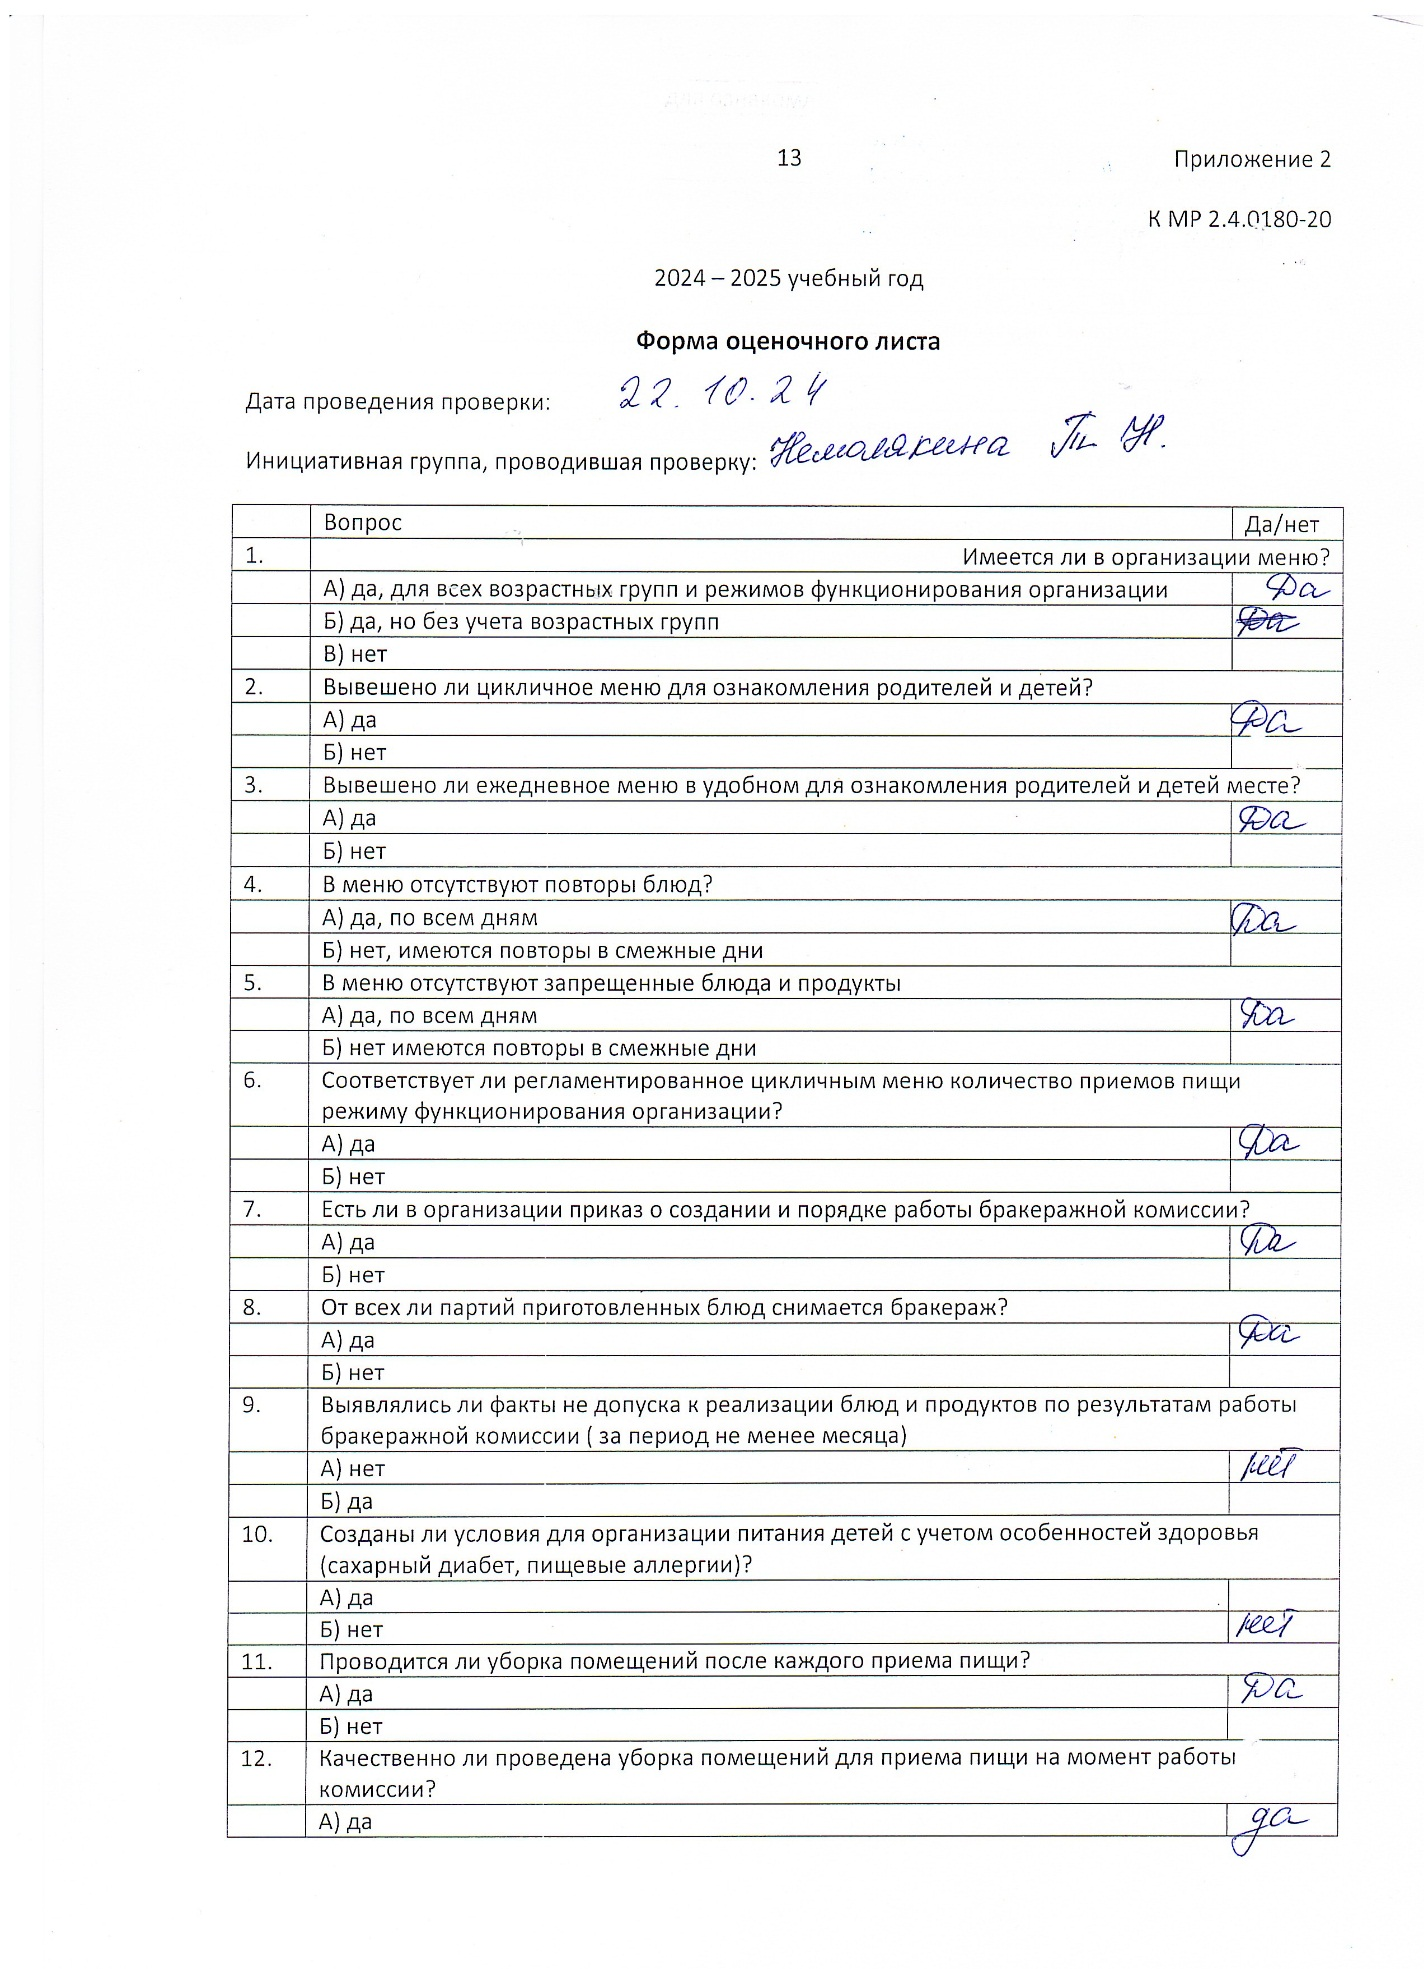 13
Приложение 2
К МР 2.4.0180-20
2024 – 2025 учебный год
Форма оценочного листа
Дата проведения проверки: 22.10.24
Инициативная группа, проводившая проверку: Немолякина Н.
Вопрос Да/нет
1. Имеется ли в организации меню?
А) да, для всех возрастных групп и режимов функционирования организации Да
Б) да, но без учета возрастных групп Да
В) нет
2. Вывешено ли цикличное меню для ознакомления родителей и детей?
А) да Да
Б) нет
3. Вывешено ли ежедневное меню в удобном для ознакомления родителей и детей месте?
А) да Да
Б) нет
4. В меню отсутствуют повторы блюд?
А) да, по всем дням Да
Б) нет, имеются повторы в смежные дни
5. В меню отсутствуют запрещенные блюда и продукты
А) да, по всем дням Да
Б) нет имеются повторы в смежные дни
6. Соответствует ли регламентированное цикличным меню количество приемов пищи
режиму функционирования организации?
А) да Да
Б) нет
7. Есть ли в организации приказ о создании и порядке работы бракеражной комиссии?
А) да Да
Б) нет
8. От всех ли партий приготовленных блюд снимается бракераж?
А) да Да
Б) нет
9. Выявлялись ли факты не допуска к реализации блюд и продуктов по результатам работы
бракеражной комиссии ( за период не менее месяца)
А) нет нет
Б) да
10. Созданы ли условия для организации питания детей с учетом особенностей здоровья
(сахарный диабет, пищевые аллергии)?
А) да
Б) нет нет
11. Проводится ли уборка помещений после каждого приема пищи?
А) да Да
Б) нет
12. Качественно ли проведена уборка помещений для приема пищи на момент работы
комиссии?
А) да да